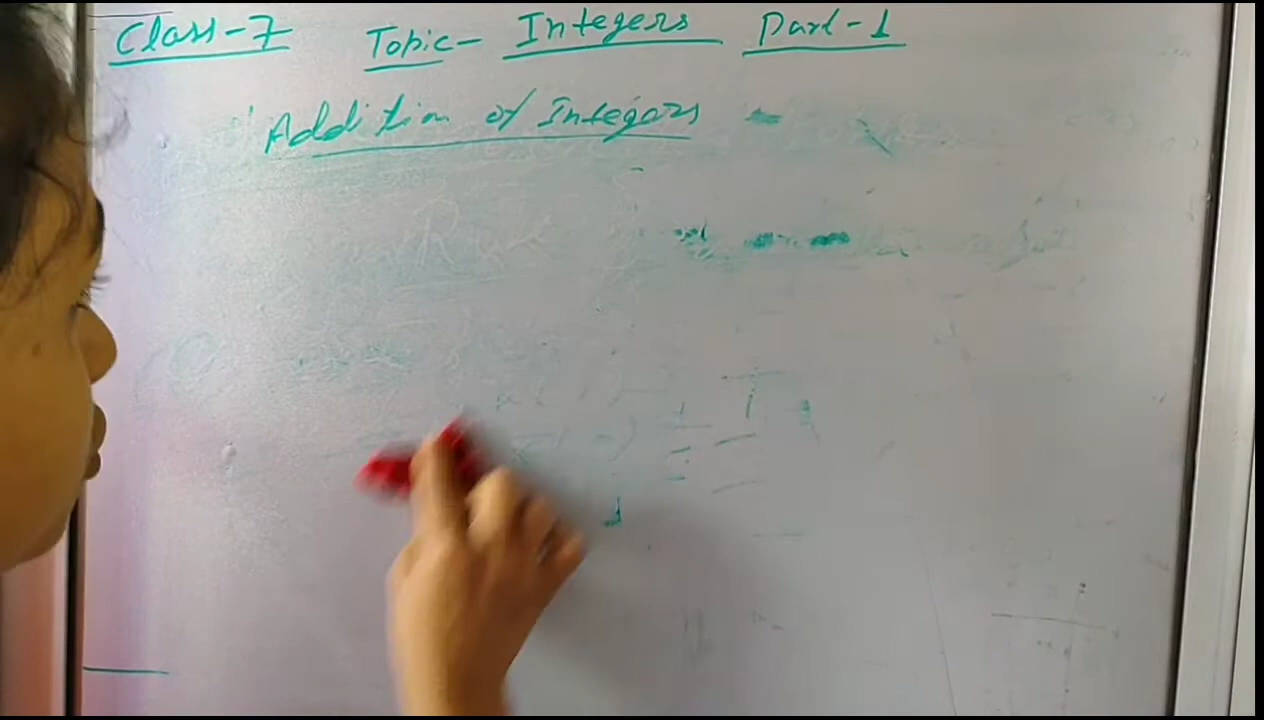 Class-7 Topic- Integers Part-1
Addition of Integers